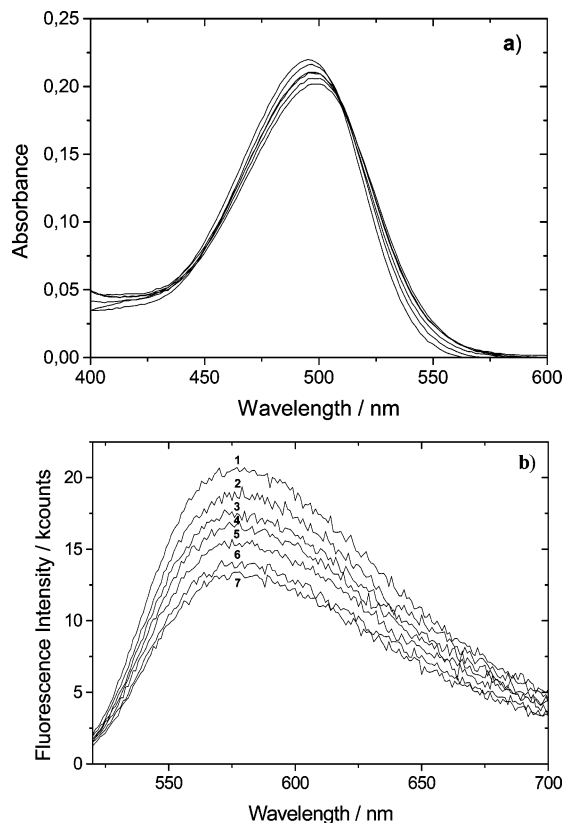 a)
0,25
0,20
0,15
0,10
0,05
0,00
Absorbance
400 450 500 550 600
Wavelength / nm
b)
20
15
10
5
0
Fluorescence Intensity / kcounts
1
2
3
4
5
6
7
550 600 650 700
Wavelength / nm